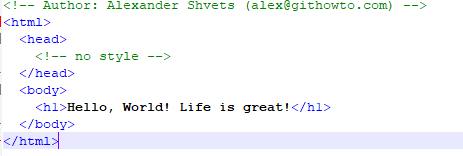 <!-- Author: Alexander Shvets (alex@githowto.com) -->
<html>
  <head>
    <!-- no style -->
  </head>
  <body>
    <h1>Hello, World! Life is great!</h1>
  </body>
</html>